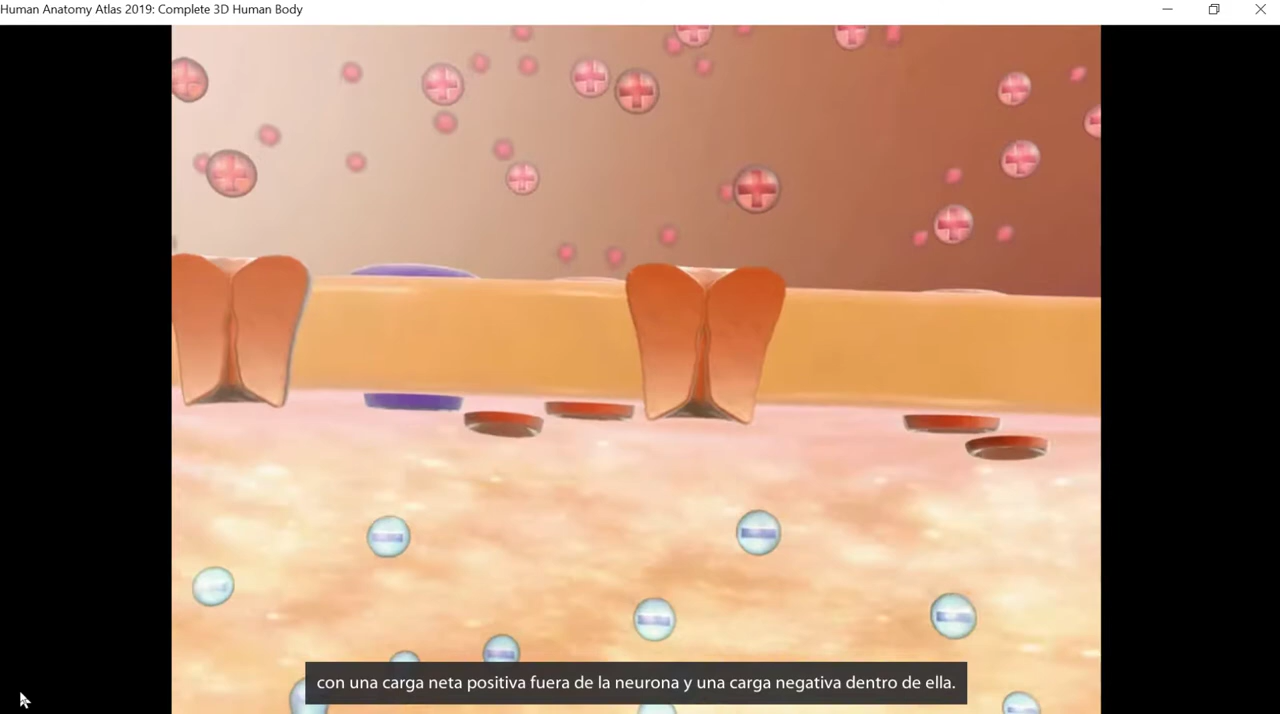 Human Anatomy Atlas 2019: Complete 3D Human Body
con una carga neta positiva fuera de la neurona y una carga negativa dentro de ella.